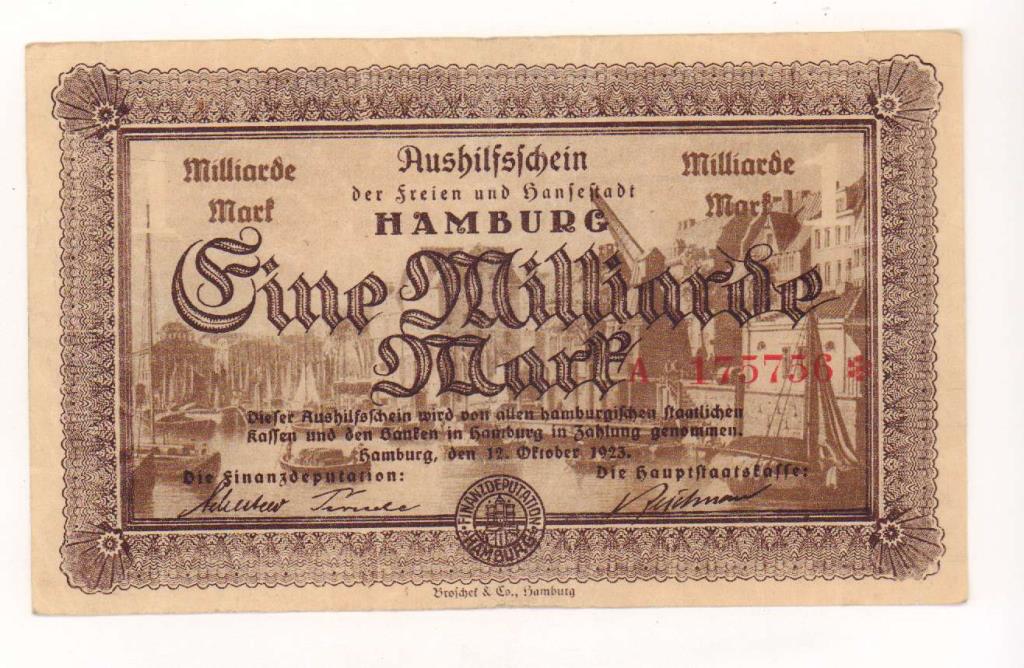 Milliarde
Mark
Aushilfsschein
der Freien und Hansestadt
HAMBURG
Milliarde
Mark
Eine Milliarde
Mark
A 175756
Dieser Aushilfsschein wird von allen hamburgischen staatlichen
Kassen und den Banken in Hamburg in Zahlung genommen.
Hamburg, den 12. Oktober 1923.
Die Finanzdeputation:
Die Hauptstaatskasse:
FINANZDEPUTATION
HAMBURG
Broschek & Co., Hamburg